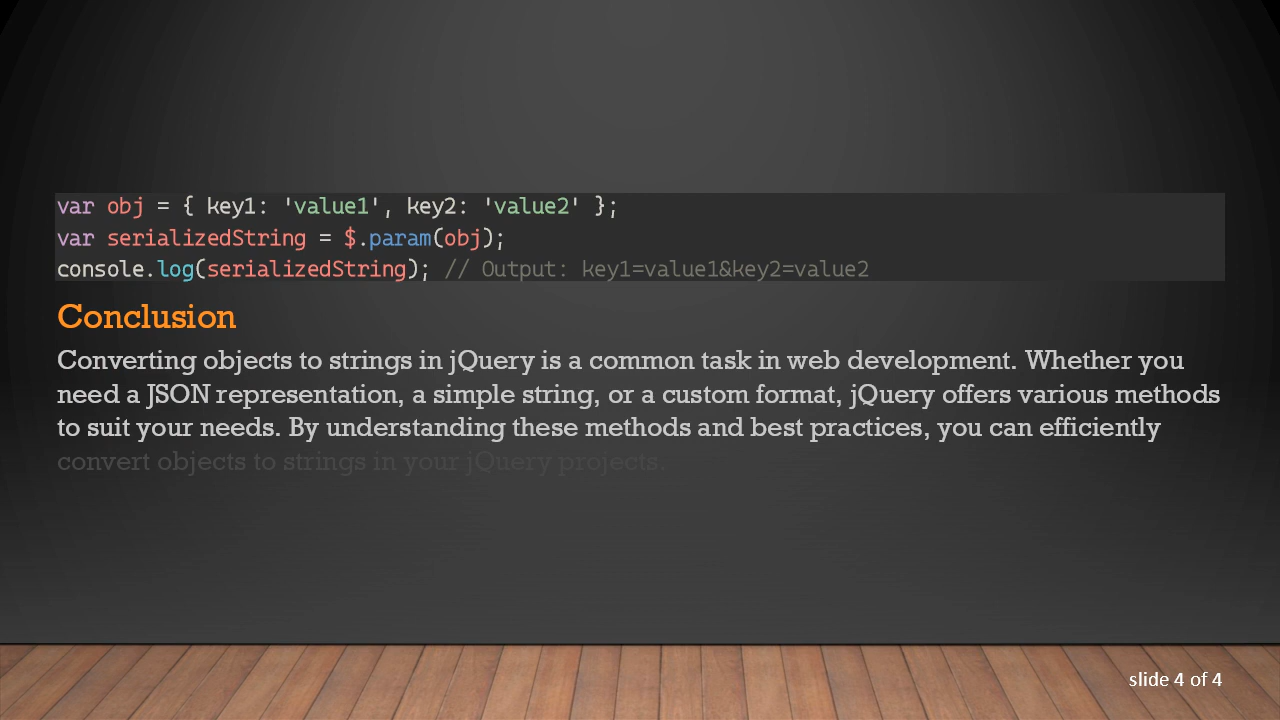 var obj = { key1: 'value1', key2: 'value2' };
var serializedString = $.param(obj);
console.log(serializedString); // Output: key1=value1&key2=value2
Conclusion
Converting objects to strings in jQuery is a common task in web development. Whether you
need a JSON representation, a simple string, or a custom format, jQuery offers various methods
to suit your needs. By understanding these methods and best practices, you can efficiently
convert objects to strings in your jQuery projects.
slide 4 of 4